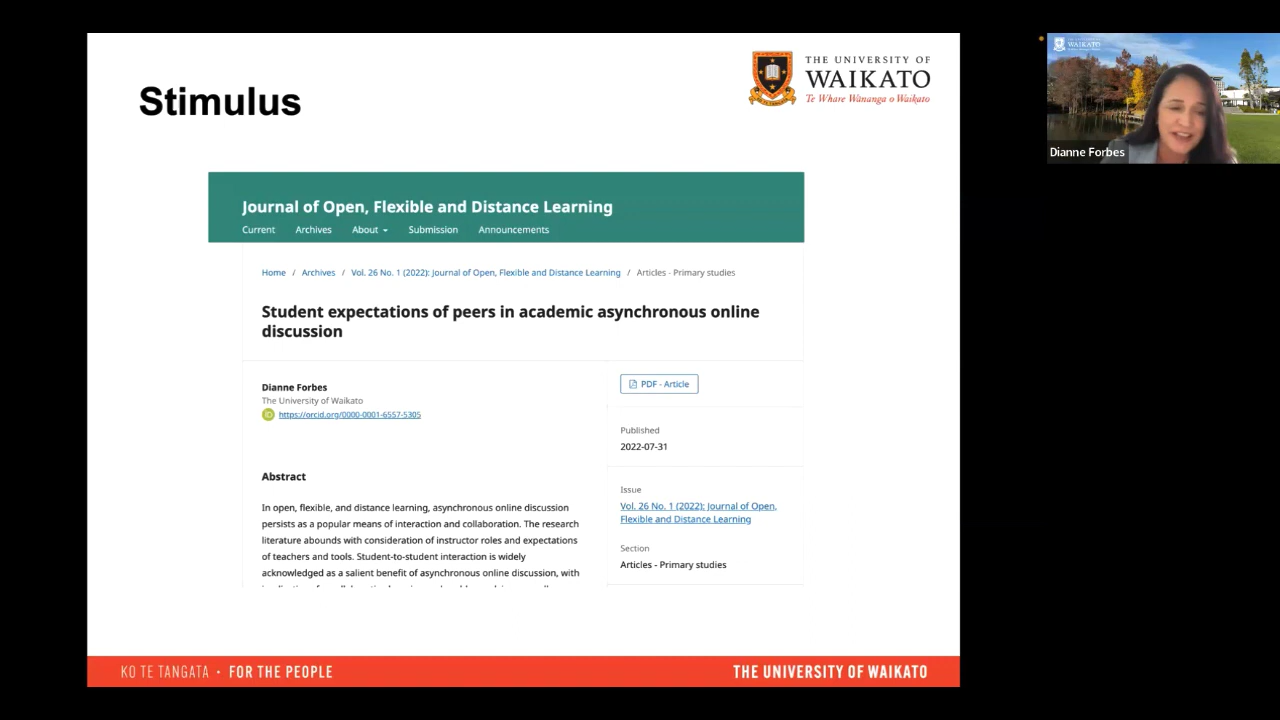 Stimulus
THE UNIVERSITY OF
WAIKATO
Te Whare Wānanga o Waikato
Journal of Open, Flexible and Distance Learning
Current Archives About Submission Announcements
Home / Archives / Vol. 26 No. 1 (2022): Journal of Open, Flexible and Distance Learning / Articles - Primary studies
Student expectations of peers in academic asynchronous online
discussion
Dianne Forbes
The University of Waikato
iD https://orcid.org/0000-0001-6557-5305
Abstract
In open, flexible, and distance learning, asynchronous online discussion
persists as a popular means of interaction and collaboration. The research
literature abounds with consideration of instructor roles and expectations
of teachers and tools. Student-to-student interaction is widely
acknowledged as a salient benefit of asynchronous online discussion, with
PDF - Article
Published
2022-07-31
Issue
Vol. 26 No. 1 (2022): Journal of Open,
Flexible and Distance Learning
Section
Articles - Primary studies
KO TE TANGATA · FOR THE PEOPLE
THE UNIVERSITY OF WAIKATO
WAIKATO
Dianne Forbes